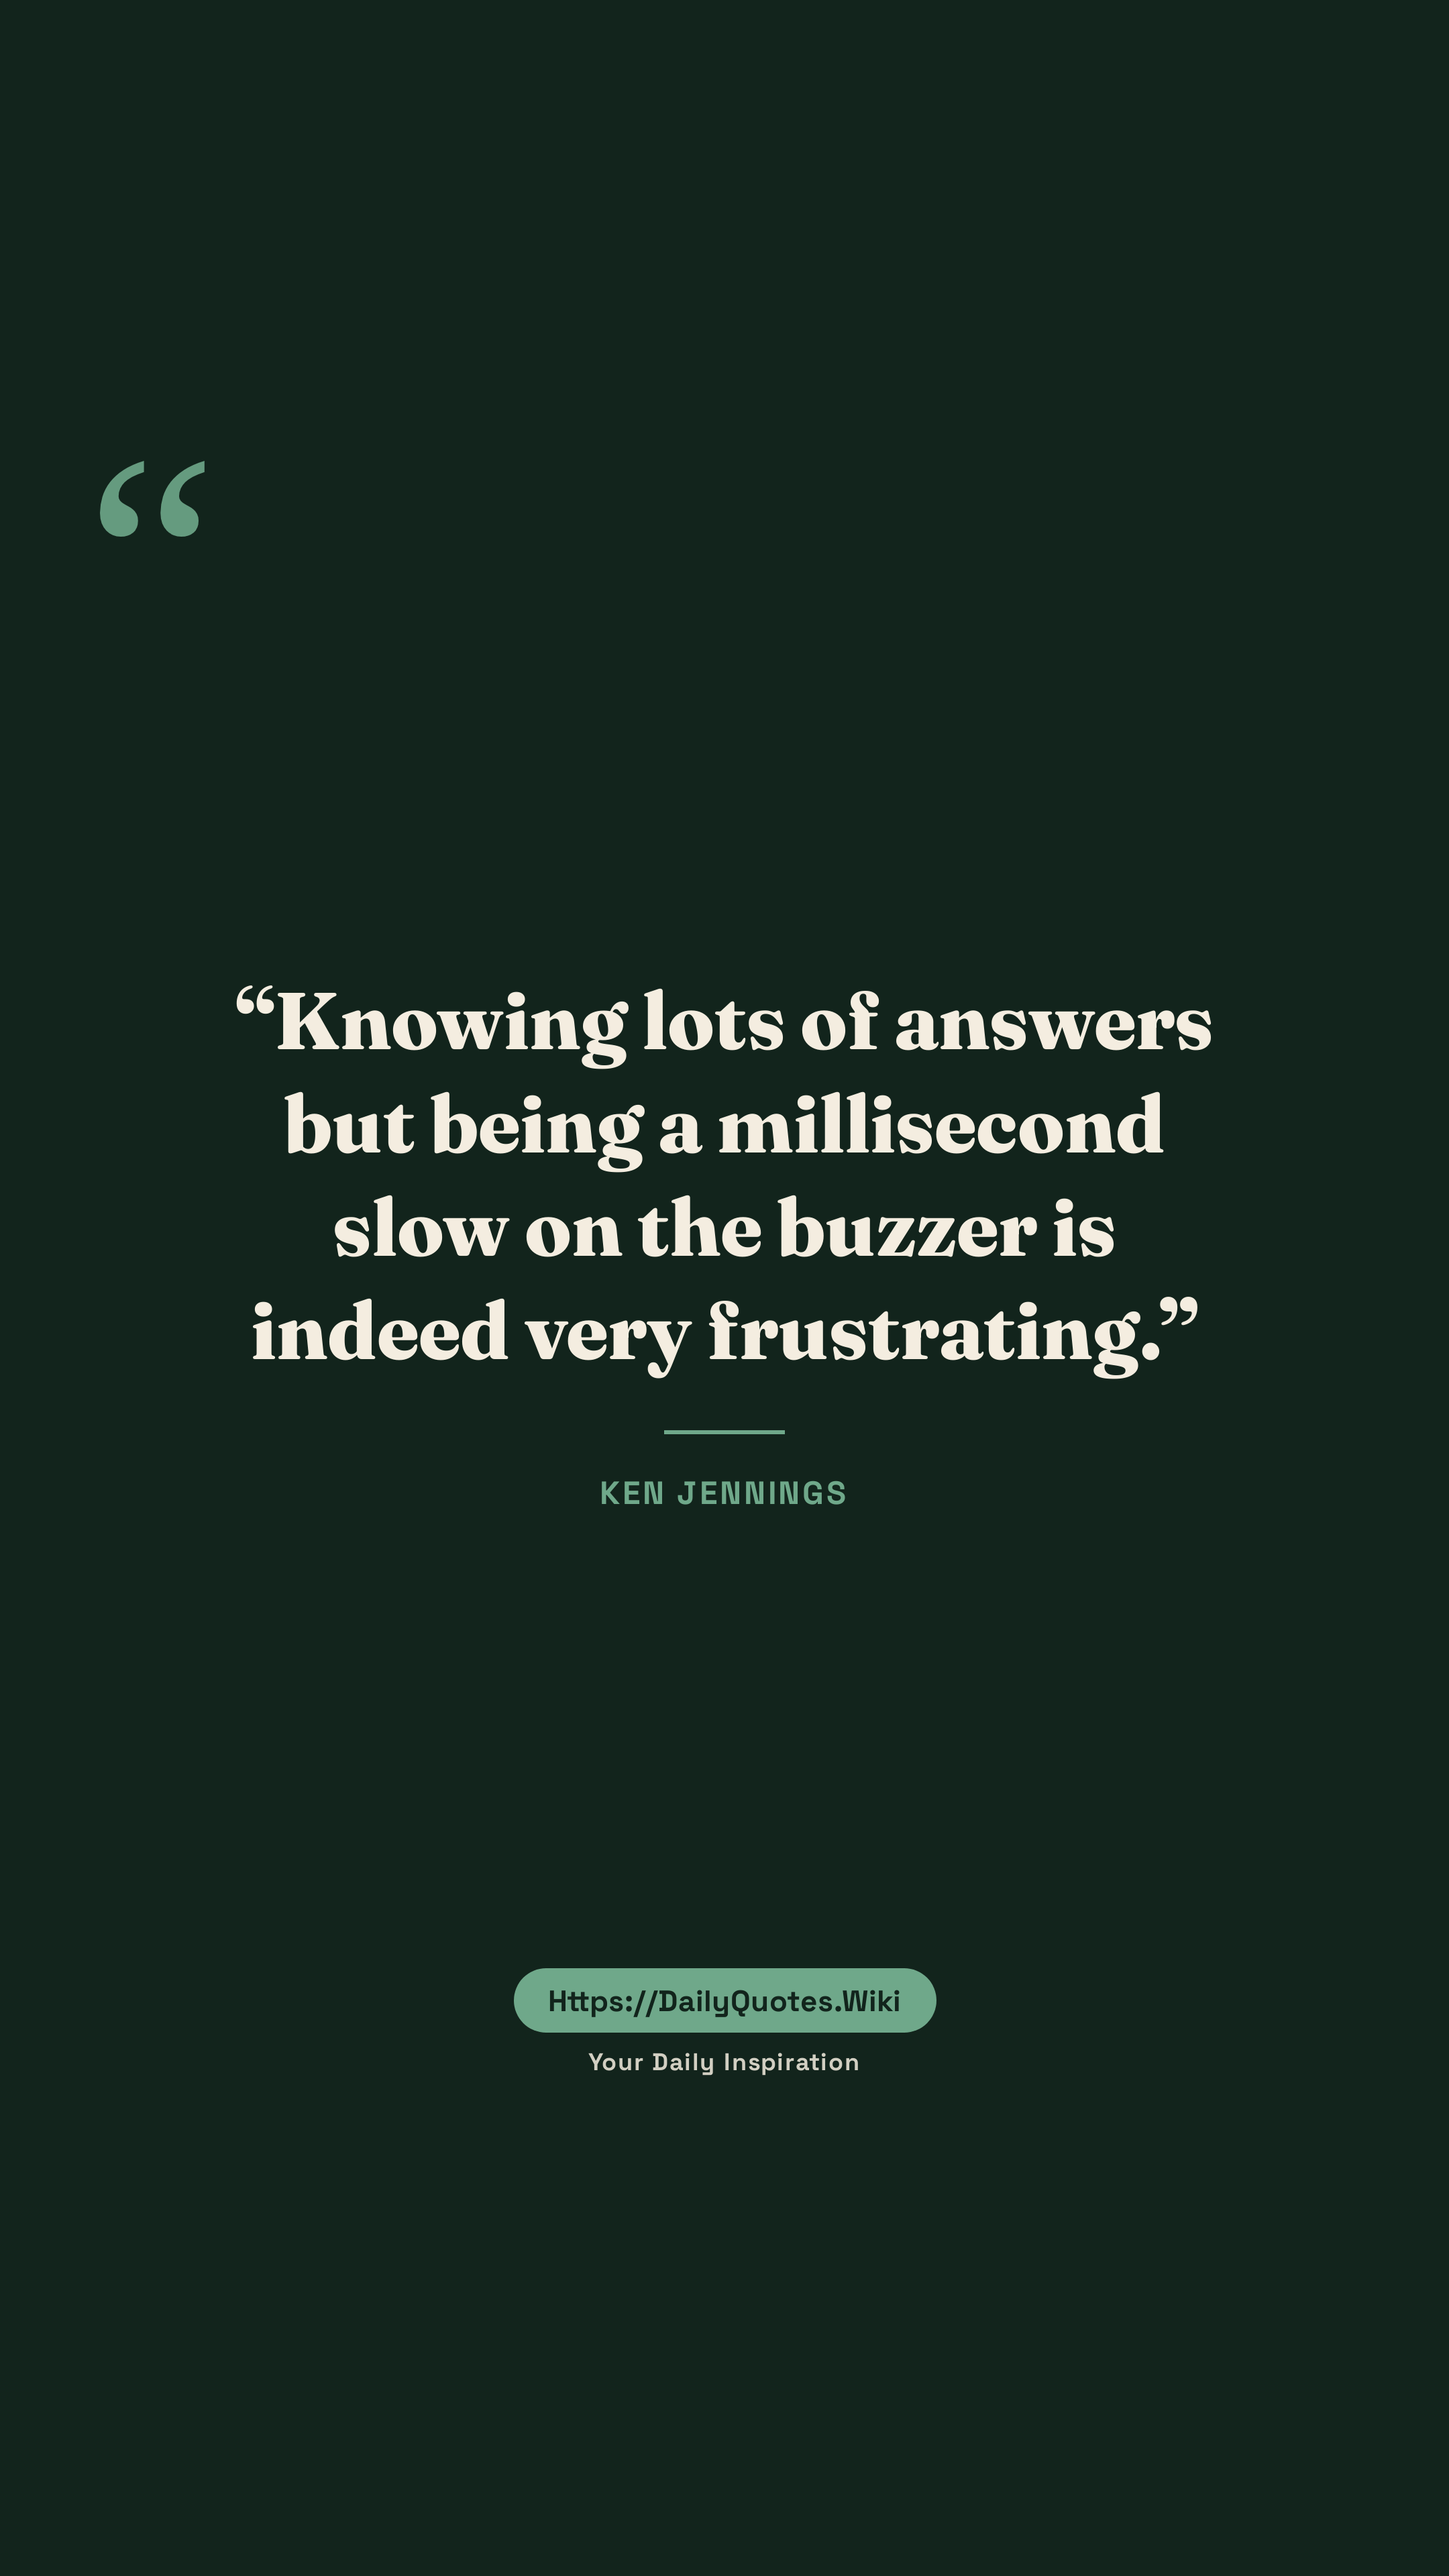 “
“Knowing lots of answers
but being a millisecond
slow on the buzzer is
indeed very frustrating.”
KEN JENNINGS
Https://DailyQuotes.Wiki
Your Daily Inspiration